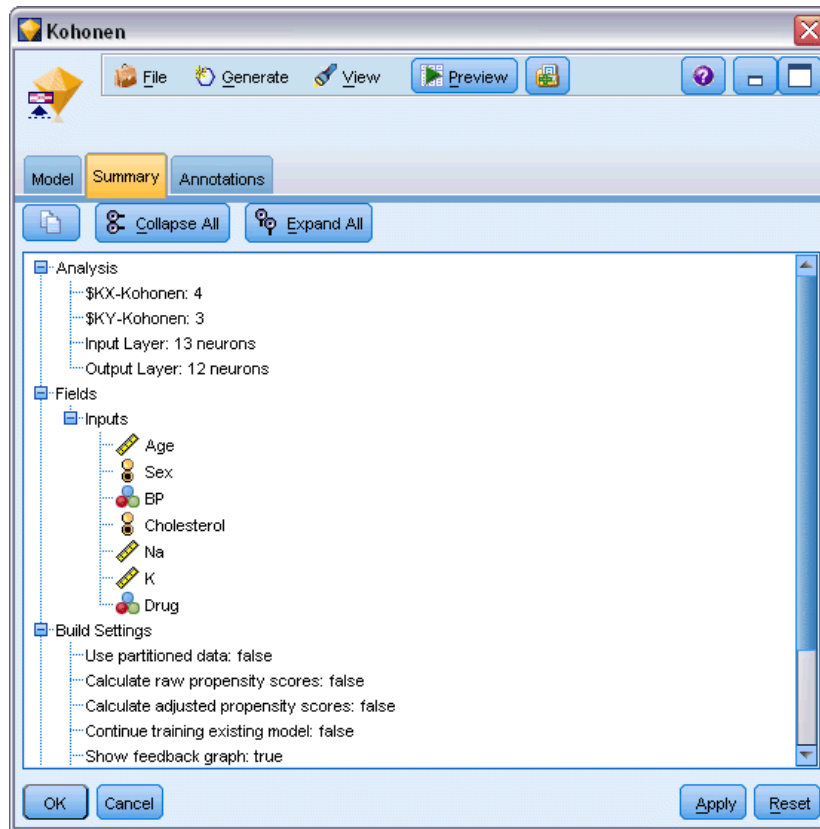 Kohonen
File Generate View Preview
Model Summary Annotations
Collapse All Expand All
Analysis
$KX-Kohonen: 4
$KY-Kohonen: 3
Input Layer: 13 neurons
Output Layer: 12 neurons
Fields
Inputs
Age
Sex
BP
Cholesterol
Na
K
Drug
Build Settings
Use partitioned data: false
Calculate raw propensity scores: false
Calculate adjusted propensity scores: false
Continue training existing model: false
Show feedback graph: true
OK Cancel Apply Reset